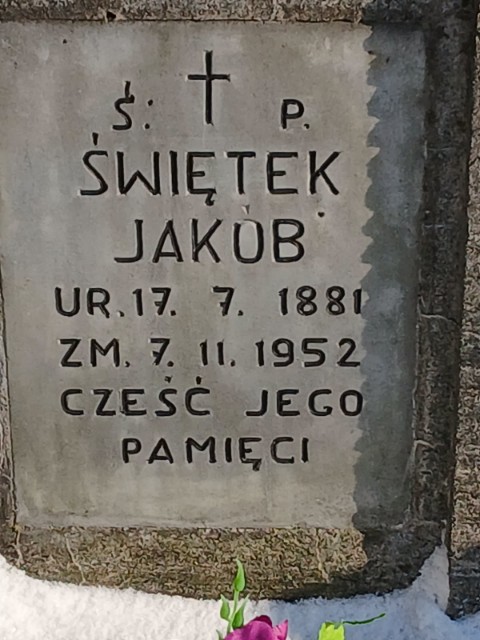 Ś. P.
ŚWIĘTEK
JAKÓB
UR. 17. 7. 1881
ZM. 7. 11. 1952
CZEŚĆ JEGO
PAMIĘCI